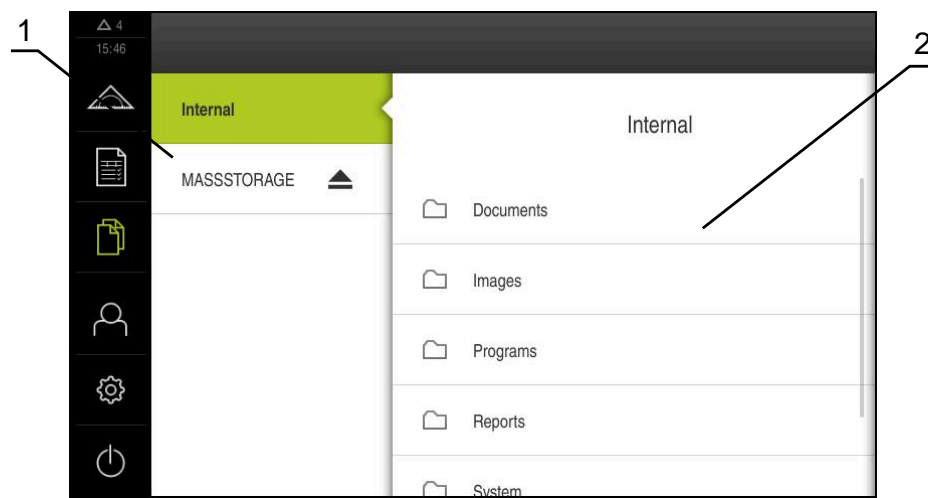 1
2
4
15:46
Internal
MASSSTORAGE
Internal
Documents
Images
Programs
Reports
System